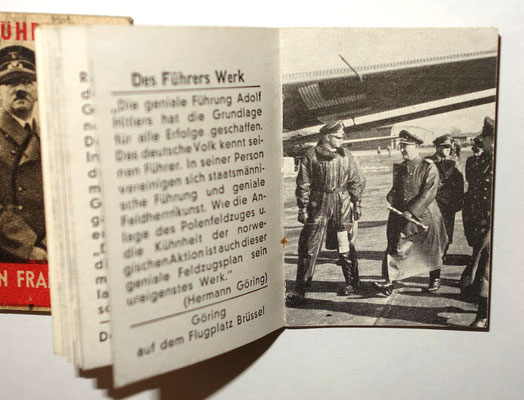 ÜHR
N FRA
Des Führers Werk
„Die geniale Führung Adolf
Hitlers hat die Grundlage
für alle Erfolge geschaffen.
Das deutsche Volk kennt sei-
nen Führer. In seiner Person
vereinigen sich staatsmänni-
sche Führung und geniale
Feldherrnkunst. Wie die An-
lage des Polenfeldzuges u.
die Kühnheit der norwe-
gischen Aktion ist auch dieser
geniale Feldzugsplan sein
ureigenstes Werk.“
(Hermann Göring)
Göring
auf dem Flugplatz Brüssel